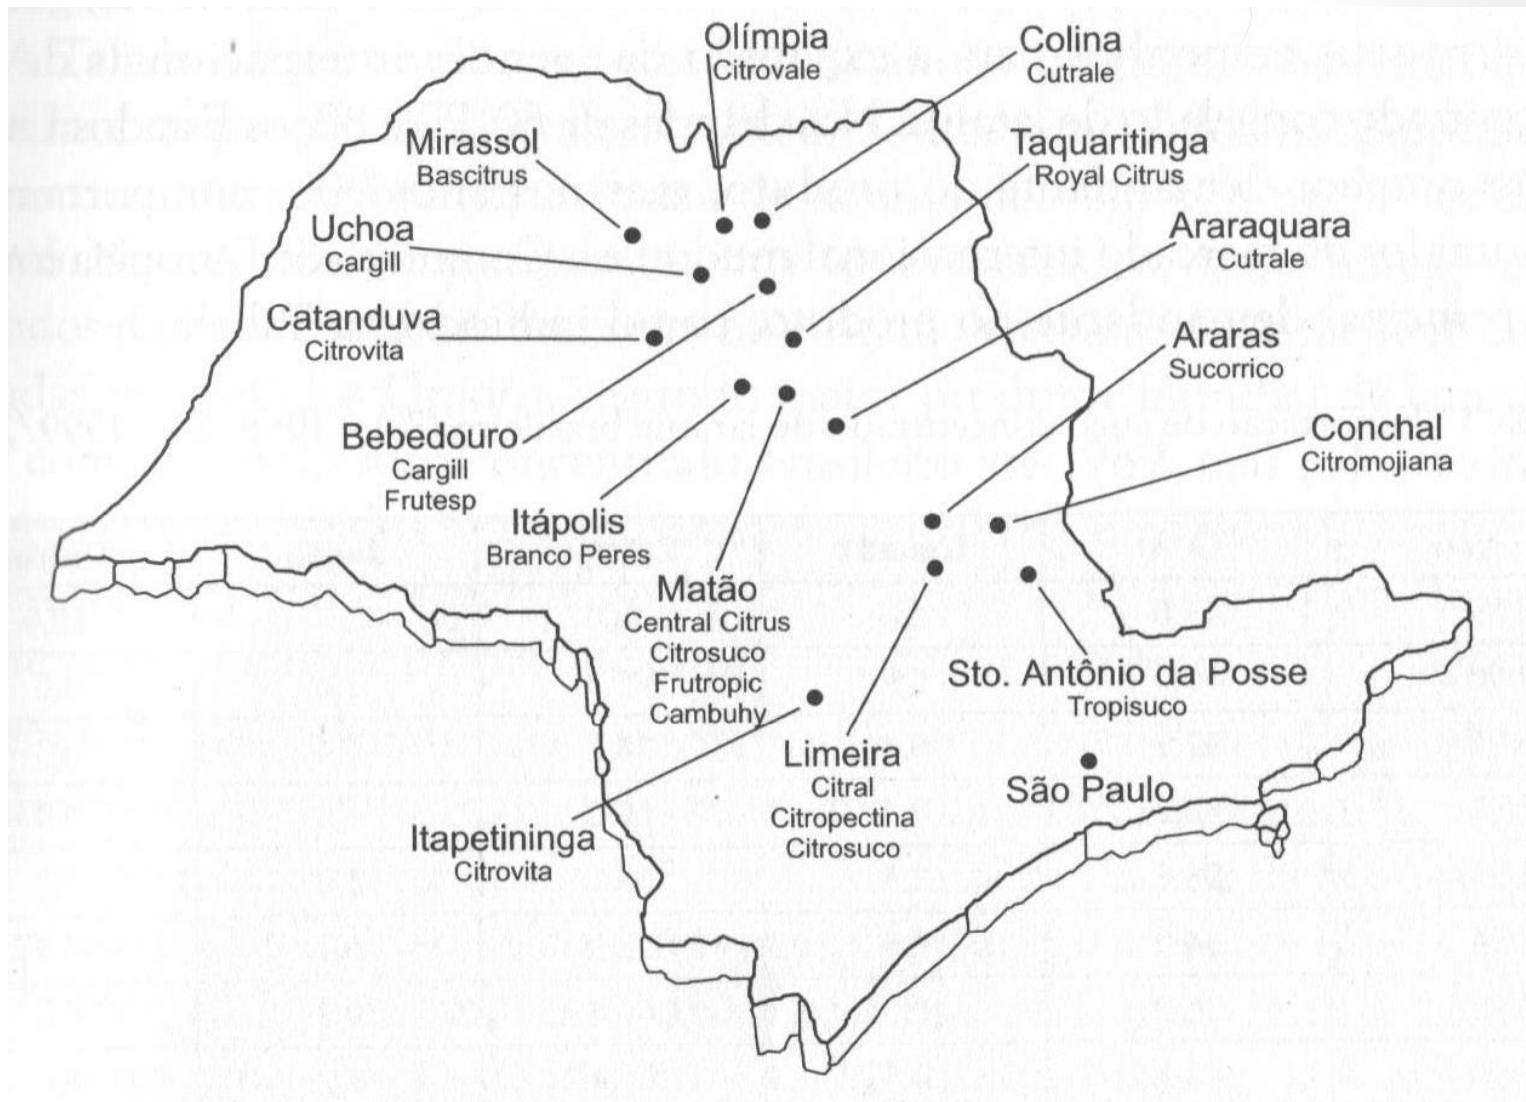 Olímpia
Citrovale
Colina
Cutrale
Mirassol
Bascitrus
Taquaritinga
Royal Citrus
Uchoa
Cargill
Araraquara
Cutrale
Catanduva
Citrovita
Araras
Sucorrico
Bebedouro
Cargill
Frutesp
Conchal
Citromojiana
Itápolis
Branco Peres
Matão
Central Citrus
Citrosuco
Frutropic
Cambuhy
Sto. Antônio da Posse
Tropisuco
Limeira
Citral
Citropectina
Citrosuco
São Paulo
Itapetininga
Citrovita